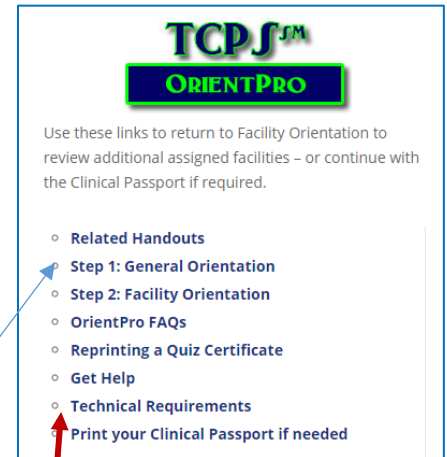 TCPS SM
ORIENTPRO
Use these links to return to Facility Orientation to
review additional assigned facilities – or continue with
the Clinical Passport if required.
Related Handouts
Step 1: General Orientation
Step 2: Facility Orientation
OrientPro FAQs
Reprinting a Quiz Certificate
Get Help
Technical Requirements
Print your Clinical Passport if needed